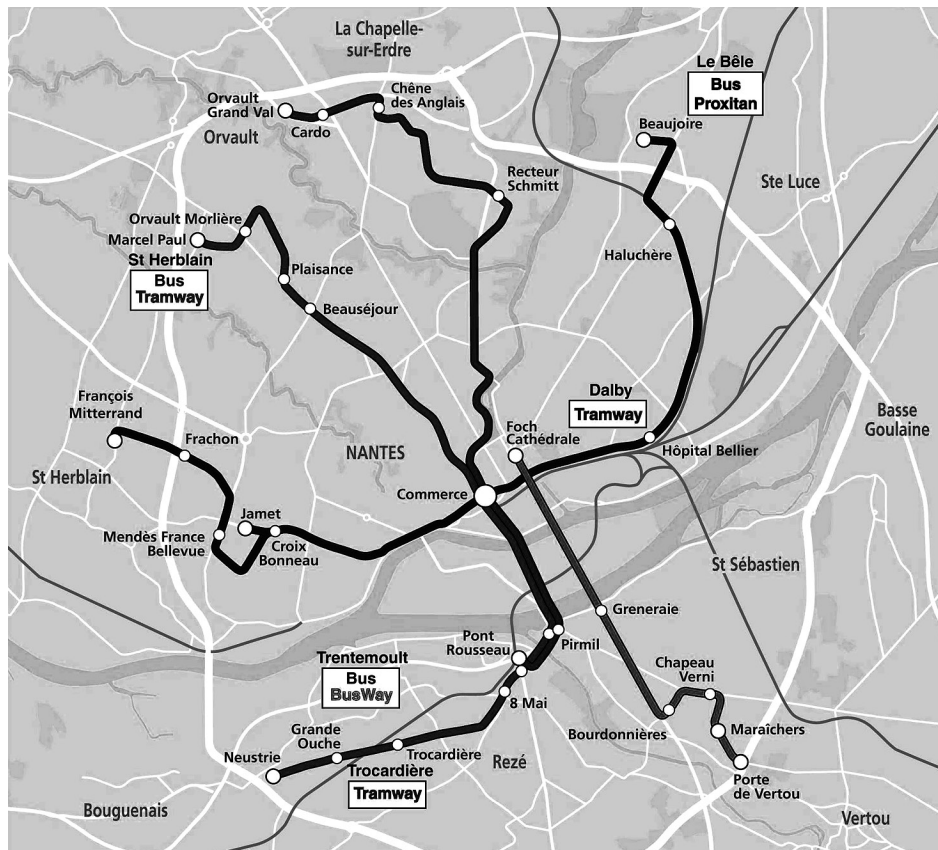 La Chapelle-
sur-Erdre
Le Bêle
Bus
Proxitan
Beaujoire
Orvault
Grand Val
Cardo
Chêne
des Anglais
Orvault
Recteur
Schmitt
Ste Luce
Orvault Morlière
Marcel Paul
St Herblain
Bus
Tramway
Haluchère
Plaisance
Beauséjour
François
Mitterrand
Frachon
St Herblain
NANTES
Dalby
Tramway
Foch
Cathédrale
Basse
Goulaine
Hôpital Bellier
Commerce
Jamet
Mendès France
Bellevue
Croix
Bonneau
St Sébastien
Greneraie
Pont
Rousseau
Pirmil
Trentemoult
Bus
BusWay
Chapeau
Verni
8 Mai
Bourdonnières
Maraîchers
Grande
Ouche
Neustrie
Trocardière
Rezé
Porte
de Vertou
Trocardière
Tramway
Bouguenais
Vertou